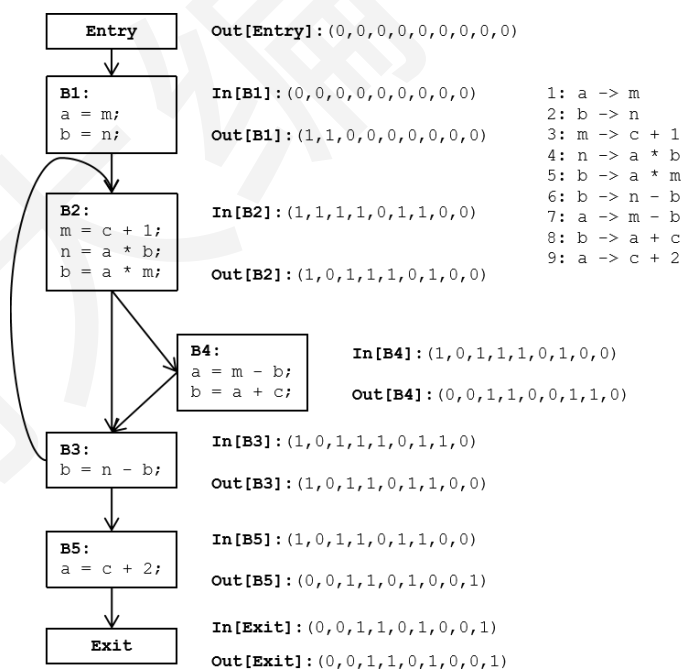 Entry
Out[Entry]:(0,0,0,0,0,0,0,0,0)
B1:
a = m;
b = n;
In[B1]:(0,0,0,0,0,0,0,0,0)
Out[B1]:(1,1,0,0,0,0,0,0,0)
1: a -> m
2: b -> n
3: m -> c + 1
4: n -> a * b
5: b -> a * m
6: b -> n - b
7: a -> m - b
8: b -> a + c
9: a -> c + 2
B2:
m = c + 1;
n = a * b;
b = a * m;
In[B2]:(1,1,1,1,0,1,1,0,0)
Out[B2]:(1,0,1,1,1,0,1,0,0)
B4:
a = m - b;
b = a + c;
In[B4]:(1,0,1,1,1,0,1,0,0)
Out[B4]:(0,0,1,1,0,0,1,1,0)
B3:
b = n - b;
In[B3]:(1,0,1,1,1,0,1,1,0)
Out[B3]:(1,0,1,1,0,1,1,0,0)
B5:
a = c + 2;
In[B5]:(1,0,1,1,0,1,1,0,0)
Out[B5]:(0,0,1,1,0,1,0,0,1)
Exit
In[Exit]:(0,0,1,1,0,1,0,0,1)
Out[Exit]:(0,0,1,1,0,1,0,0,1)